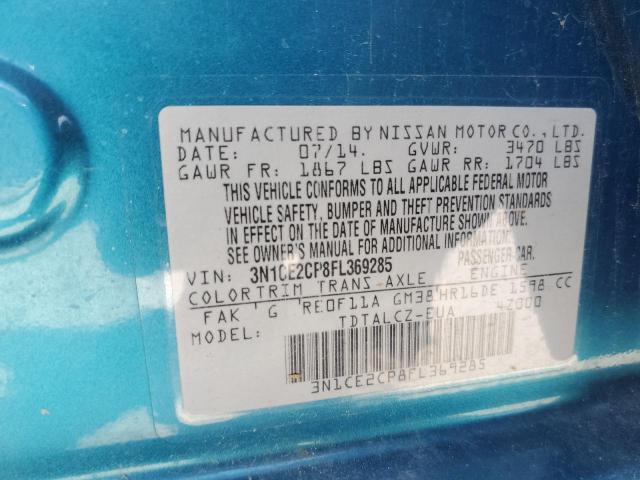 MANUFACTURED BY NISSAN MOTOR CO., LTD.
DATE: 07/14. GVWR: 3470 LBS
GAWR FR: 1867 LBS GAWR RR: 1704 LBS
THIS VEHICLE CONFORMS TO ALL APPLICABLE FEDERAL MOTOR
VEHICLE SAFETY, BUMPER AND THEFT PREVENTION STANDARDS
IN EFFECT ON THE DATE OF MANUFACTURE SHOWN ABOVE.
SEE OWNER'S MANUAL FOR ADDITIONAL INFORMATION.
VIN: 3N1CE2CP8FL369285 PASSENGER-CAR.
COLOR TRIM TRANS AXLE ENGINE
FAK G RE0F11A GM38 HR16DE 1598 CC
MODEL: TDTALCZ-EUA 4Z000
3N1CE2CP8FL369285